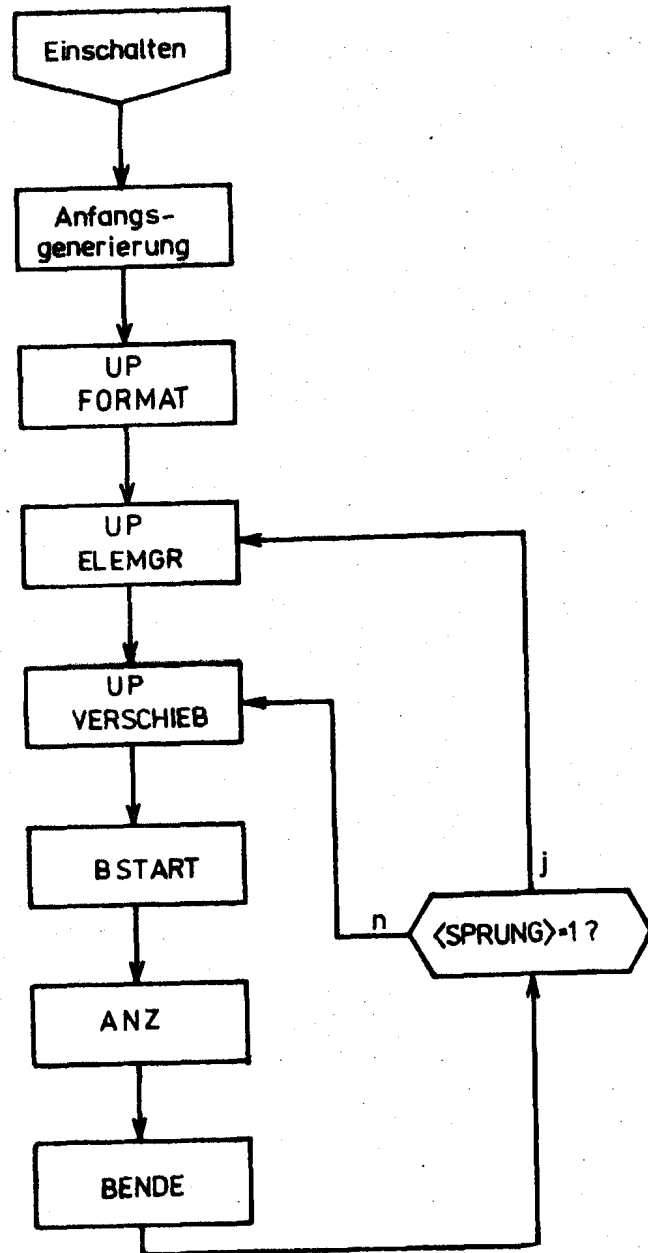 Einschalten
Anfangs-
generierung
UP
FORMAT
UP
ELEMGR
UP
VERSCHIEB
BSTART
j
n
<SPRUNG>=1?
ANZ
BENDE